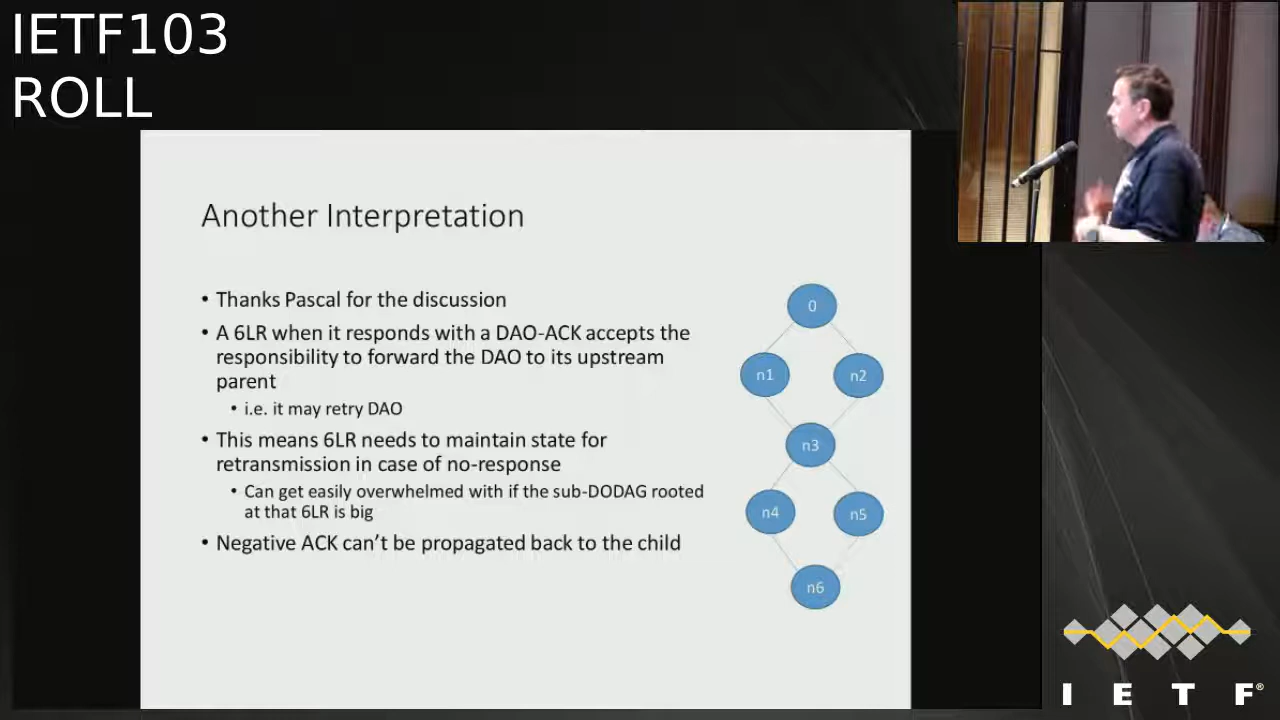 IETF103
ROLL
Another Interpretation
• Thanks Pascal for the discussion
• A 6LR when it responds with a DAO-ACK accepts the
responsibility to forward the DAO to its upstream
parent
• i.e. it may retry DAO
• This means 6LR needs to maintain state for
retransmission in case of no-response
• Can get easily overwhelmed with if the sub-DODAG rooted
at that 6LR is big
• Negative ACK can't be propagated back to the child
0
n1
n2
n3
n4
n5
n6
I E T F®